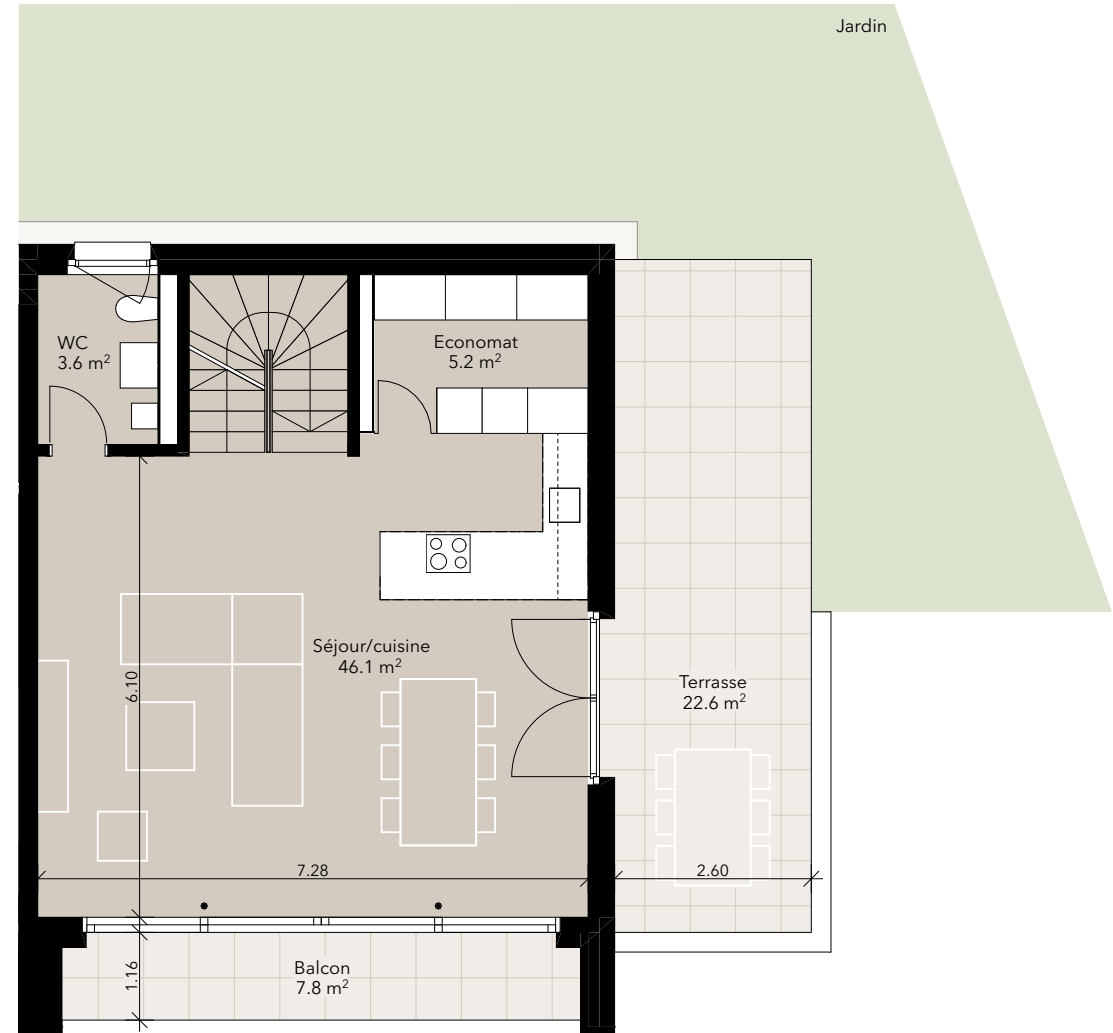 Jardin
WC
3.6 m²
Economat
5.2 m²
Séjour/cuisine
46.1 m²
6.10
Terrasse
22.6 m²
7.28
2.60
Balcon
7.8 m²
1.16